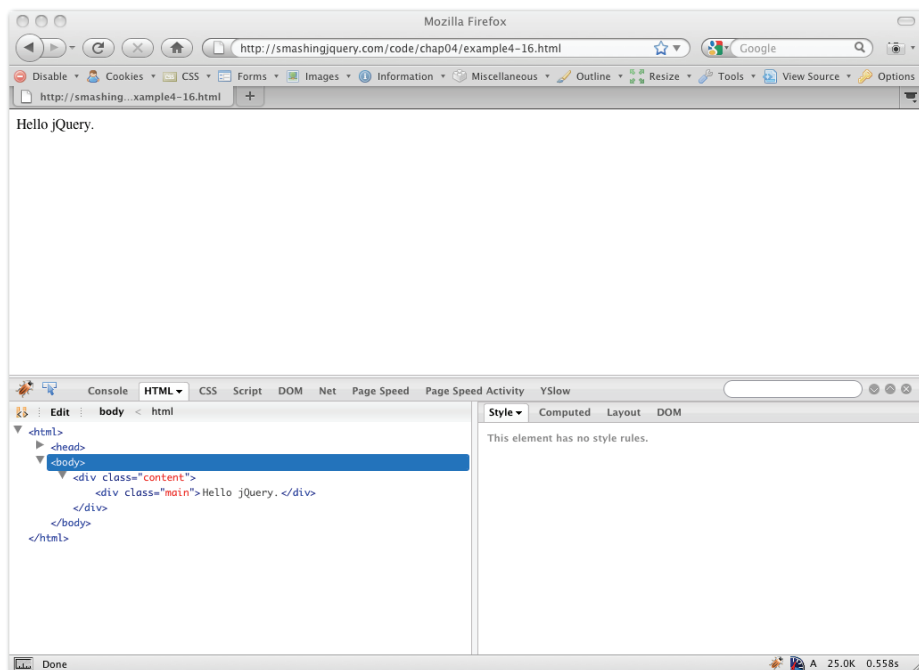 Mozilla Firefox
http://smashingjquery.com/code/chap04/example4-16.html
Google
Disable Cookies CSS Forms Images Information Miscellaneous Outline Resize Tools View Source Options
http://smashing...xample4-16.html +
Hello jQuery.
Console HTML CSS Script DOM Net Page Speed Page Speed Activity YSlow
Edit body < html
Style Computed Layout DOM
This element has no style rules.
<html>
<head>
<body>
<div class="content">
<div class="main">Hello jQuery.</div>
</div>
</body>
</html>
Done
A 25.0K 0.558s